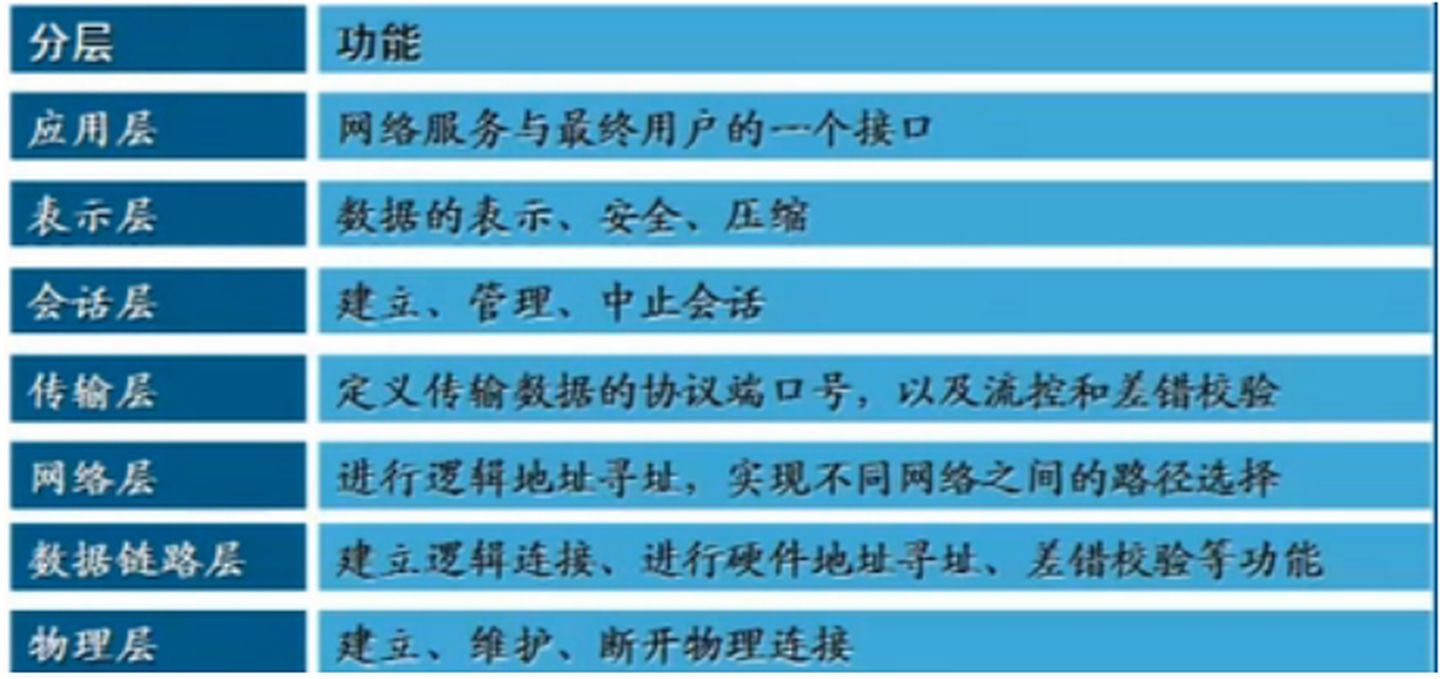 分层 功能
应用层 网络服务与最终用户的一个接口
表示层 数据的表示、安全、压缩
会话层 建立、管理、中止会话
传输层 定义传输数据的协议端口号，以及流控和差错校验
网络层 进行逻辑地址寻址，实现不同网络之间的路径选择
数据链路层 建立逻辑连接、进行硬件地址寻址、差错校验等功能
物理层 建立、维护、断开物理连接